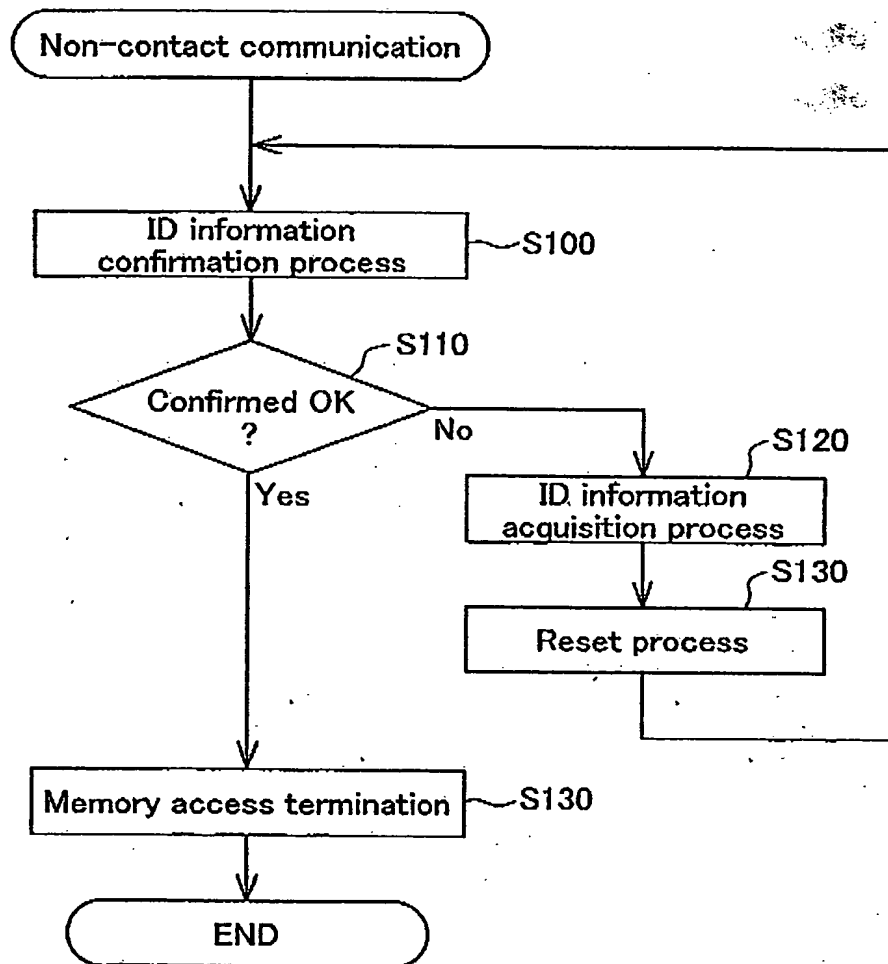 Non-contact communication
ID information
confirmation process
S100
S110
Confirmed OK
?
No
Yes
S120
ID information
acquisition process
S130
Reset process
Memory access termination
S130
END